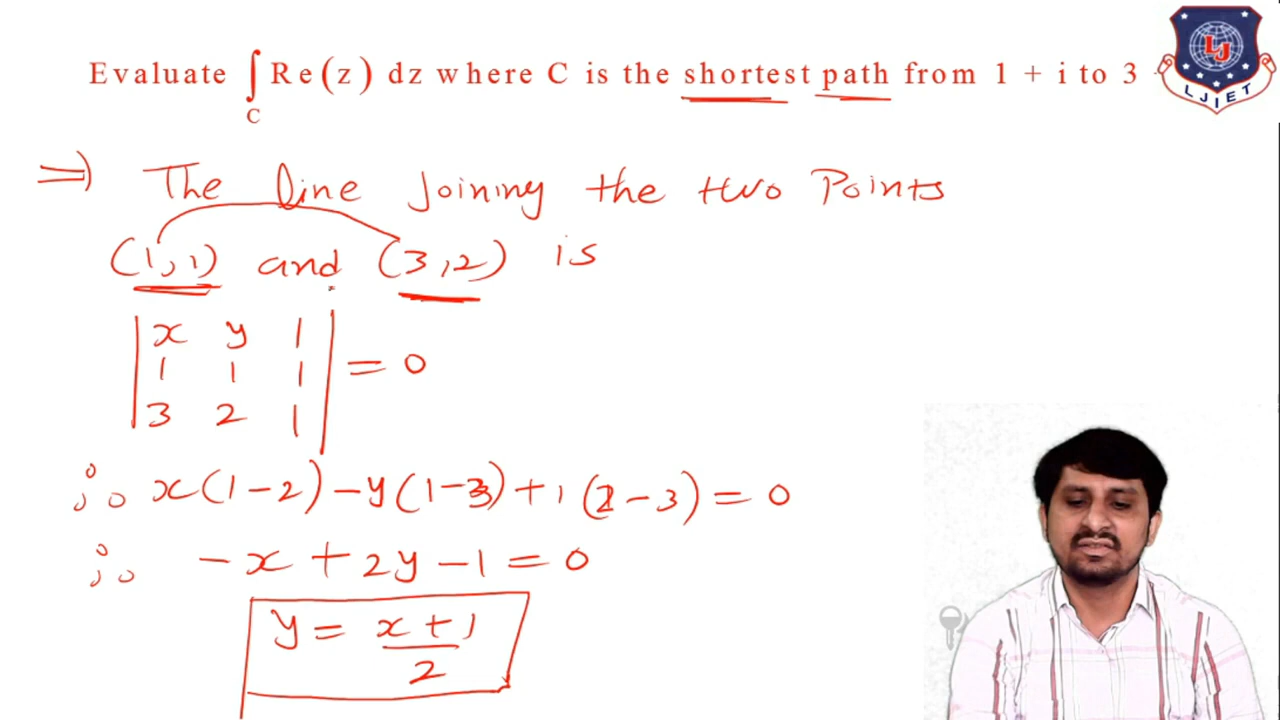 Evaluate ∫ Re(z) dz where C is the shortest path from 1 + i to 3
C
⇒) The line Joining the two Points
(1,1) and (3,2) is
| x y 1 |
| 1 1 1 | = 0
| 3 2 1 |
∴ x(1-2) - y(1-3) + 1(2-3) = 0
∴ -x + 2y - 1 = 0
y = x+1
2
LJ
LJIET